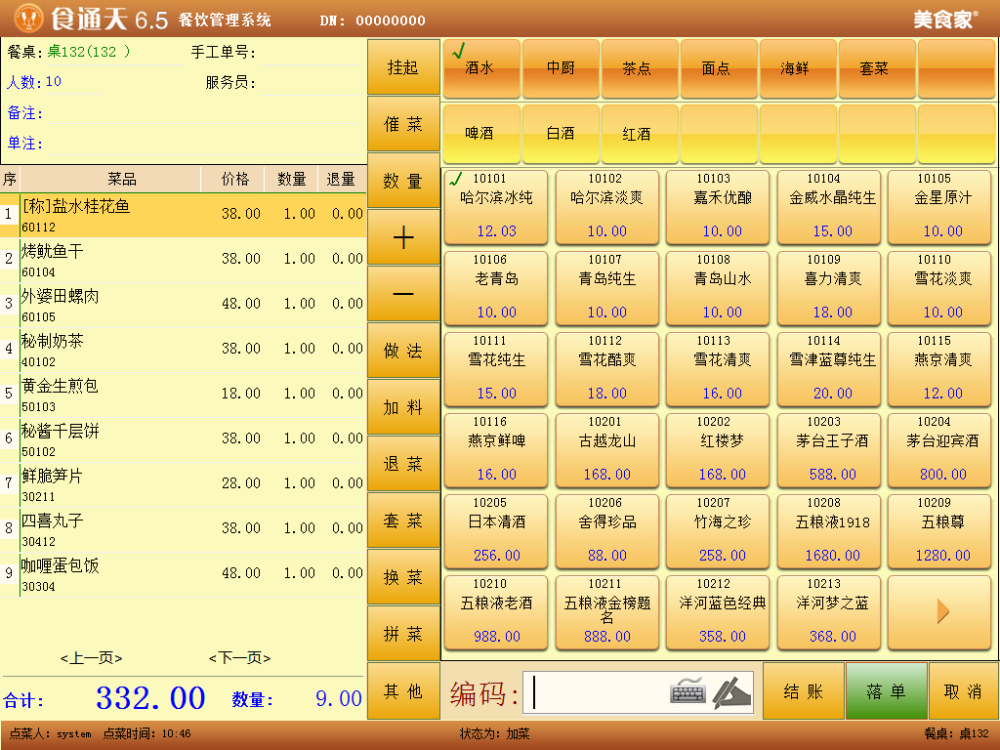 食通天 6.5 餐饮管理系统 DN: 00000000 美食家®
餐桌: 桌132(132 ) 手工单号:
人数: 10 服务员:
备注:
单注:
序 菜品 价格 数量 退量
1 [称]盐水桂花鱼 38.00 1.00 0.00
60112
2 烤鱿鱼干 38.00 1.00 0.00
60104
3 外婆田螺肉 48.00 1.00 0.00
60105
4 秘制奶茶 38.00 1.00 0.00
40102
5 黄金生煎包 18.00 1.00 0.00
50103
6 秘酱千层饼 38.00 1.00 0.00
50102
7 鲜脆笋片 28.00 1.00 0.00
30211
8 四喜丸子 38.00 1.00 0.00
30412
9 咖喱蛋包饭 48.00 1.00 0.00
30304
<上一页> <下一页>
合计: 332.00 数量: 9.00
挂起
催 菜
数 量
+
—
做 法
加 料
退 菜
套 菜
换 菜
拼 菜
其 他
酒水 中厨 茶点 面点 海鲜 套菜
啤酒 白酒 红酒
10101 10102 10103 10104 10105
哈尔滨冰纯 哈尔滨淡爽 嘉禾优酿 金威水晶纯生 金星原汁
12.03 10.00 10.00 15.00 10.00
10106 10107 10108 10109 10110
老青岛 青岛纯生 青岛山水 喜力清爽 雪花淡爽
10.00 10.00 10.00 18.00 10.00
10111 10112 10113 10114 10115
雪花纯生 雪花酷爽 雪花清爽 雪津蓝尊纯生 燕京清爽
15.00 18.00 16.00 20.00 12.00
10116 10201 10202 10203 10204
燕京鲜啤 古越龙山 红楼梦 茅台王子酒 茅台迎宾酒
16.00 168.00 168.00 588.00 800.00
10205 10206 10207 10208 10209
日本清酒 舍得珍品 竹海之珍 五粮液1918 五粮尊
256.00 88.00 258.00 1680.00 1280.00
10210 10211 10212 10213
五粮液老酒 五粮液金榜题名 洋河蓝色经典 洋河梦之蓝
988.00 888.00 358.00 368.00
编码: 结 账 落 单 取 消
点菜人: system 点菜时间: 10:46 状态为: 加菜 餐桌: 桌132